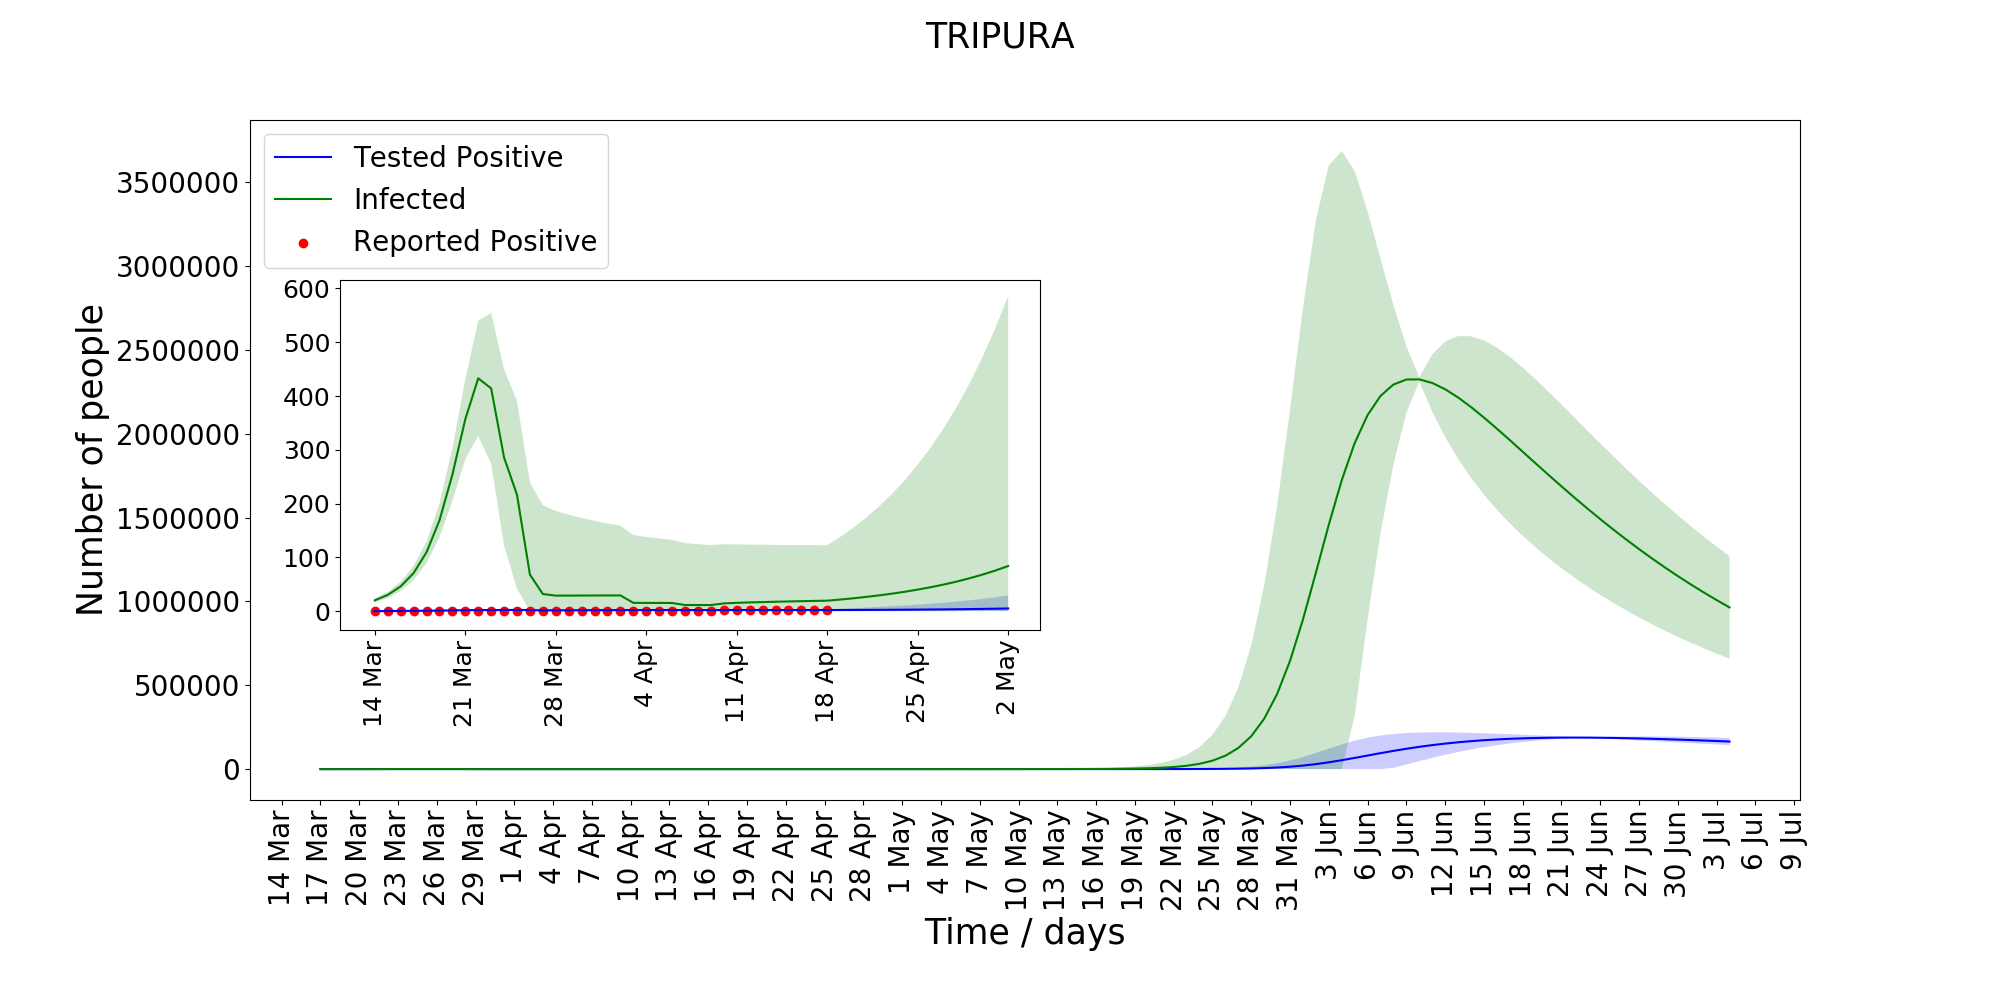 TRIPURA
Tested Positive
Infected
Reported Positive
Number of people
3500000
3000000
2500000
2000000
1500000
1000000
500000
0
600
500
400
300
200
100
0
14 Mar
21 Mar
28 Mar
4 Apr
11 Apr
18 Apr
25 Apr
2 May
14 Mar
17 Mar
20 Mar
23 Mar
26 Mar
29 Mar
1 Apr
4 Apr
7 Apr
10 Apr
13 Apr
16 Apr
19 Apr
22 Apr
25 Apr
28 Apr
1 May
4 May
7 May
10 May
13 May
16 May
19 May
22 May
25 May
28 May
31 May
3 Jun
6 Jun
9 Jun
12 Jun
15 Jun
18 Jun
21 Jun
24 Jun
27 Jun
30 Jun
3 Jul
6 Jul
9 Jul
Time / days